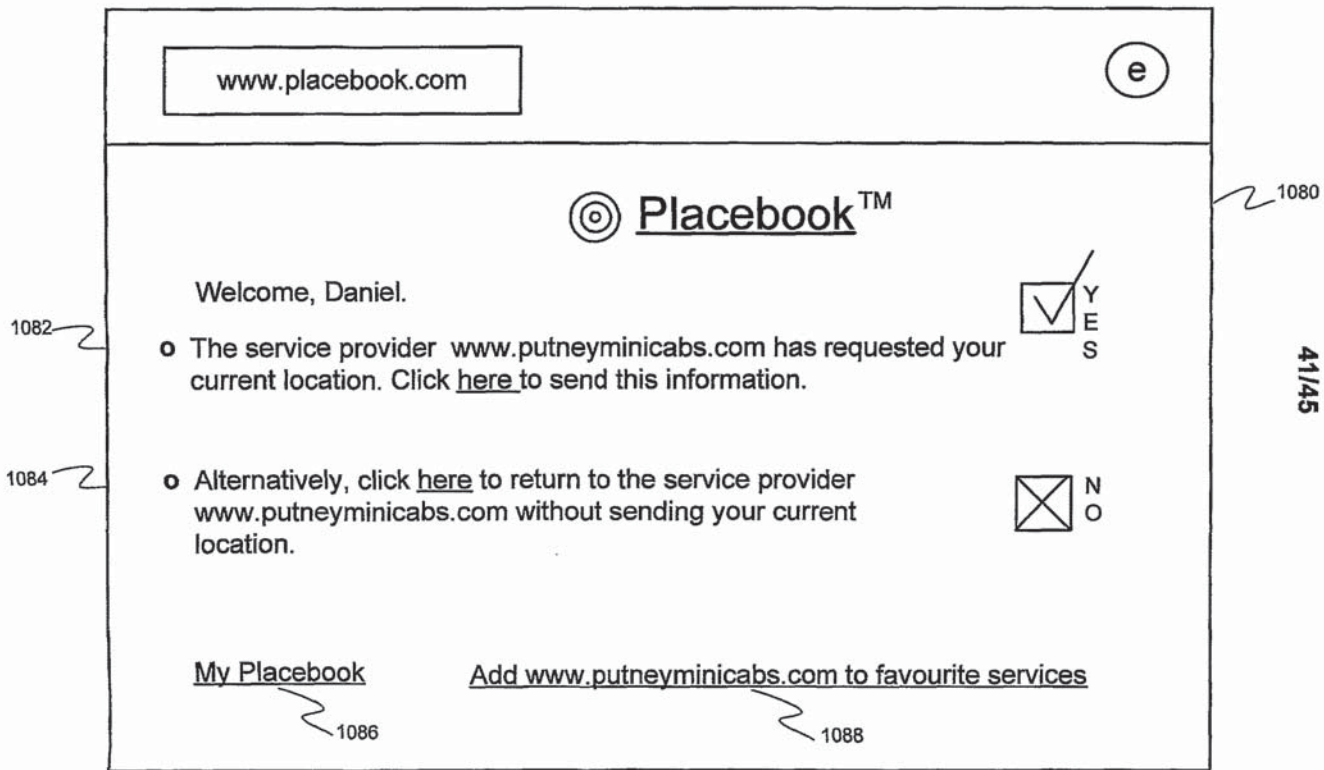 www.placebook.com
e
Placebook™
1080
Welcome, Daniel.
YES
1082
o The service provider www.putneyminicabs.com has requested your
current location. Click here to send this information.
41/45
1084
o Alternatively, click here to return to the service provider
www.putneyminicabs.com without sending your current
location.
NO
My Placebook
Add www.putneyminicabs.com to favourite services
1086
1088